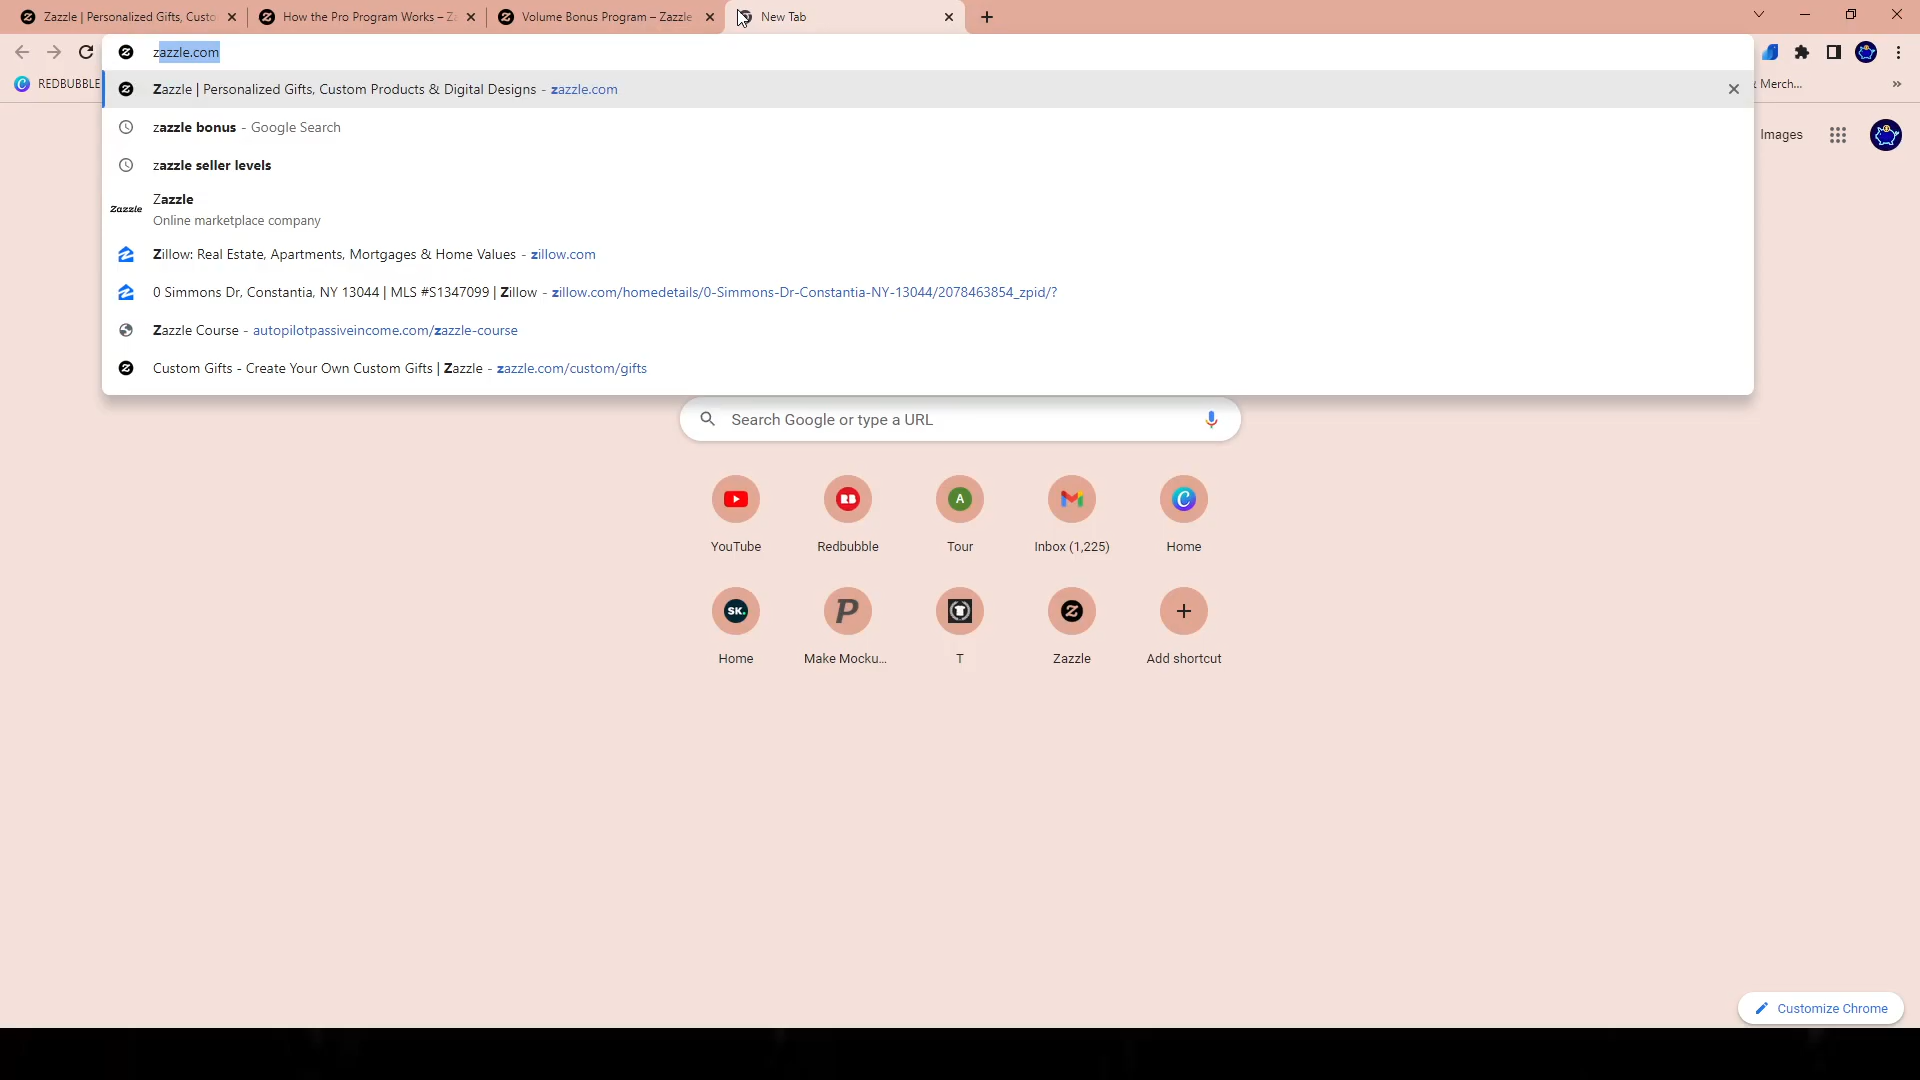 Zazzle | Personalized Gifts, Custo
How the Pro Program Works – Za
Volume Bonus Program – Zazzle
New Tab
zazzle.com
REDBUBBLE
Merch...
»
Zazzle | Personalized Gifts, Custom Products & Digital Designs - zazzle.com
zazzle bonus - Google Search
Images
zazzle seller levels
Zazzle
Zazzle
Online marketplace company
Zillow: Real Estate, Apartments, Mortgages & Home Values - zillow.com
0 Simmons Dr, Constantia, NY 13044 | MLS #S1347099 | Zillow - zillow.com/homedetails/0-Simmons-Dr-Constantia-NY-13044/2078463854_zpid/?
Zazzle Course - autopilotpassiveincome.com/zazzle-course
Custom Gifts - Create Your Own Custom Gifts | Zazzle - zazzle.com/custom/gifts
Search Google or type a URL
RB
A
C
YouTube
Redbubble
Tour
Inbox (1,225)
Home
SK.
P
Z
Home
Make Mocku...
T
Zazzle
Add shortcut
Customize Chrome